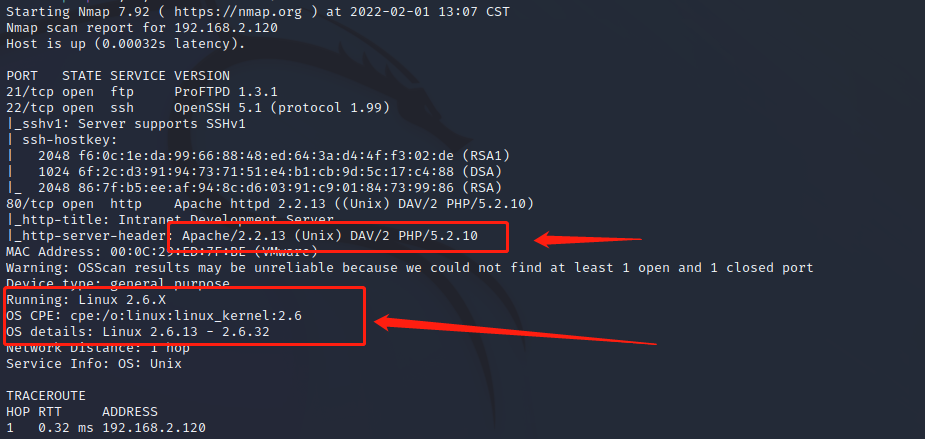 Starting Nmap 7.92 ( https://nmap.org ) at 2022-02-01 13:07 CST
Nmap scan report for 192.168.2.120
Host is up (0.00032s latency).
PORT   STATE SERVICE VERSION
21/tcp open  ftp     ProFTPD 1.3.1
22/tcp open  ssh     OpenSSH 5.1 (protocol 1.99)
|_sshv1: Server supports SSHv1
| ssh-hostkey:
|   2048 f6:0c:1e:da:99:66:88:48:ed:64:3a:d4:4f:f3:02:de (RSA1)
|   1024 6f:2c:d3:91:94:73:71:51:e4:b1:cb:9d:5c:17:c4:88 (DSA)
|_  2048 86:7f:b5:ee:af:94:8c:d6:03:91:c9:01:84:73:99:86 (RSA)
80/tcp open  http    Apache httpd 2.2.13 ((Unix) DAV/2 PHP/5.2.10)
|_http-title: Intranet Development Server
|_http-server-header: Apache/2.2.13 (Unix) DAV/2 PHP/5.2.10
MAC Address: 00:0C:29:ED:7F:BE (VMware)
Warning: OSScan results may be unreliable because we could not find at least 1 open and 1 closed port
Device type: general purpose
Running: Linux 2.6.X
OS CPE: cpe:/o:linux:linux_kernel:2.6
OS details: Linux 2.6.13 - 2.6.32
Network Distance: 1 hop
Service Info: OS: Unix
TRACEROUTE
HOP RTT     ADDRESS
1   0.32 ms 192.168.2.120